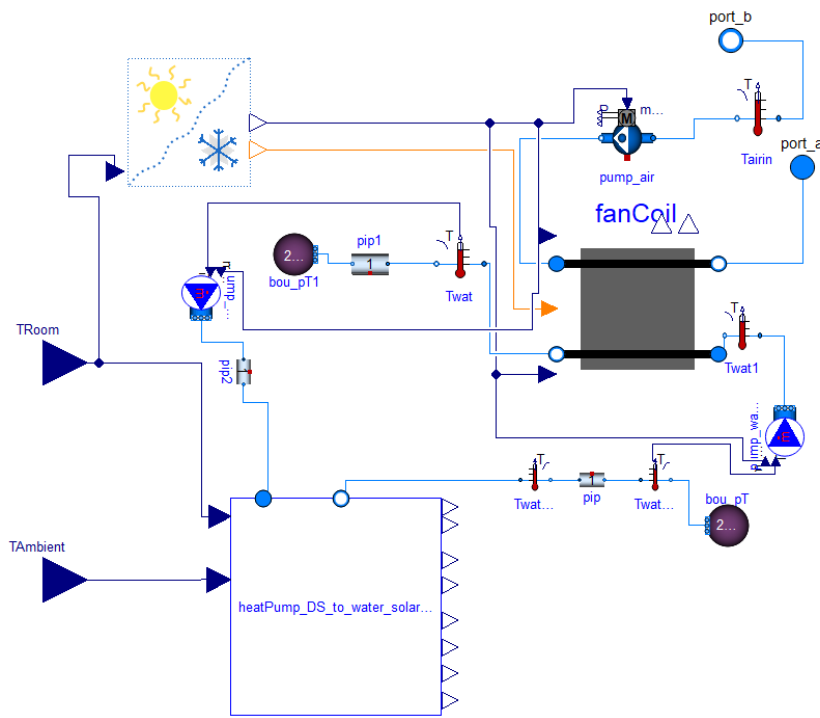 port_b
T
m...
M
Tairin
port_a
pump_air
fanCoil
pip1
T
2...
1
bou_pT1
Twat
ump_...
T
TRoom
Twat1
pip2
T
T
1
bou_pT
Twat...
pip
Twat...
2...
TAmbient
heatPump_DS_to_water_solar...